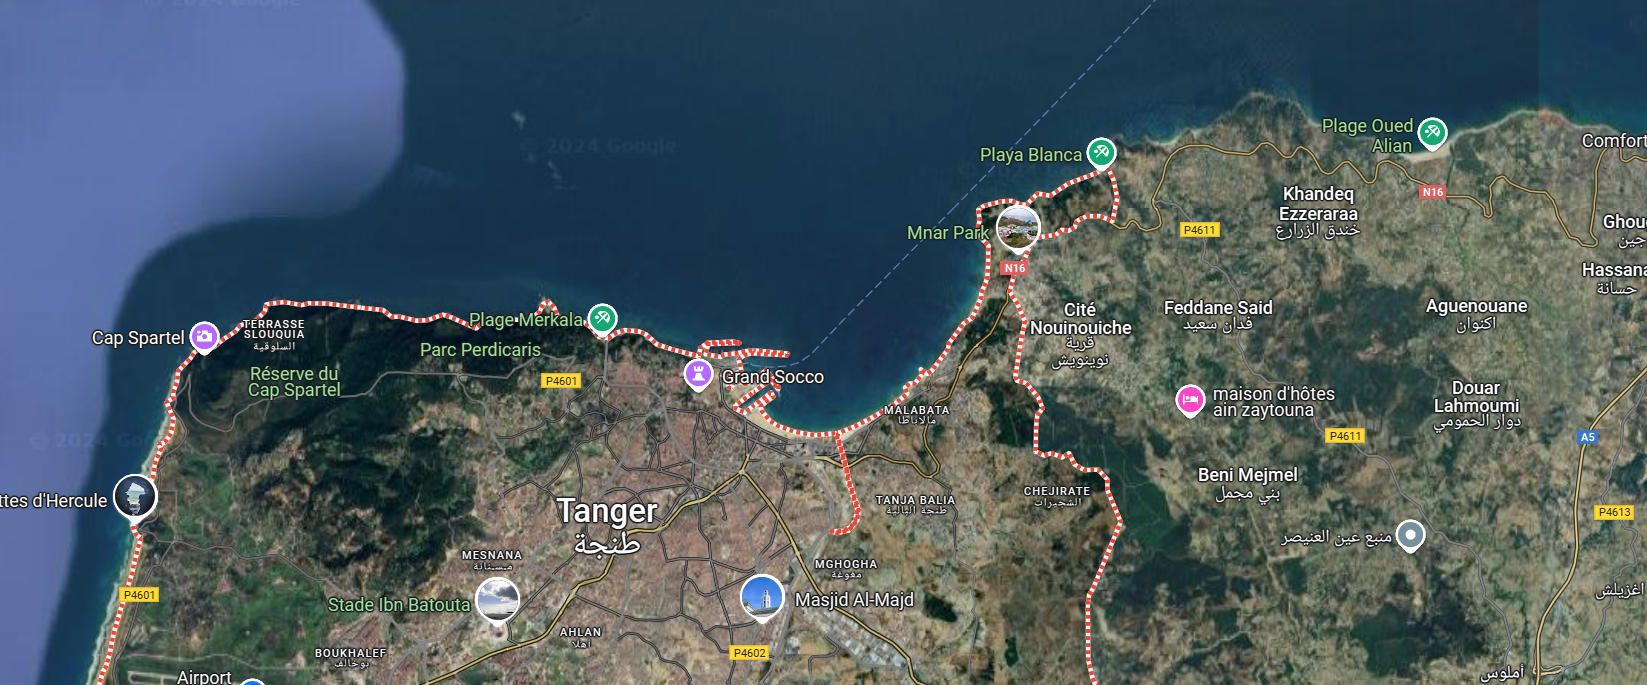 © 2024 Google
© 2024 Google
Plage Oued
Alian
Comfort
Playa Blanca
N16
Khandeq
Ezzeraraa
خندق الزرارع
P4611
Mnar Park
N16
Cap Spartel
TERRASSE
SLOUQUIA
السلوقية
Plage Merkala
Parc Perdicaris
Réserve du
Cap Spartel
P4601
Grand Socco
Cité
Nouinouiche
قرية
نوينويش
Feddane Said
فدان سعيد
Aguenouane
اكنوان
Hassana
حسانة
MALABATA
مالاباطا
maison d'hôtes
ain zaytouna
Douar
Lahmoumi
دوار الحمومي
P4611
A5
ttes d'Hercule
Tanger
طنجة
TANJA BALIA
طنجة البالية
CHEJIRATE
الشجيرات
Beni Mejmel
بني مجمل
P4613
منبع عين العنيصر
MESNANA
مسنانة
MGHOGHA
مغوغة
P4601
Stade Ibn Batouta
Masjid Al-Majd
اغزيلش
AHLAN
أهلا
BOUKHALEF
بوخالف
P4602
Airport
أملوس